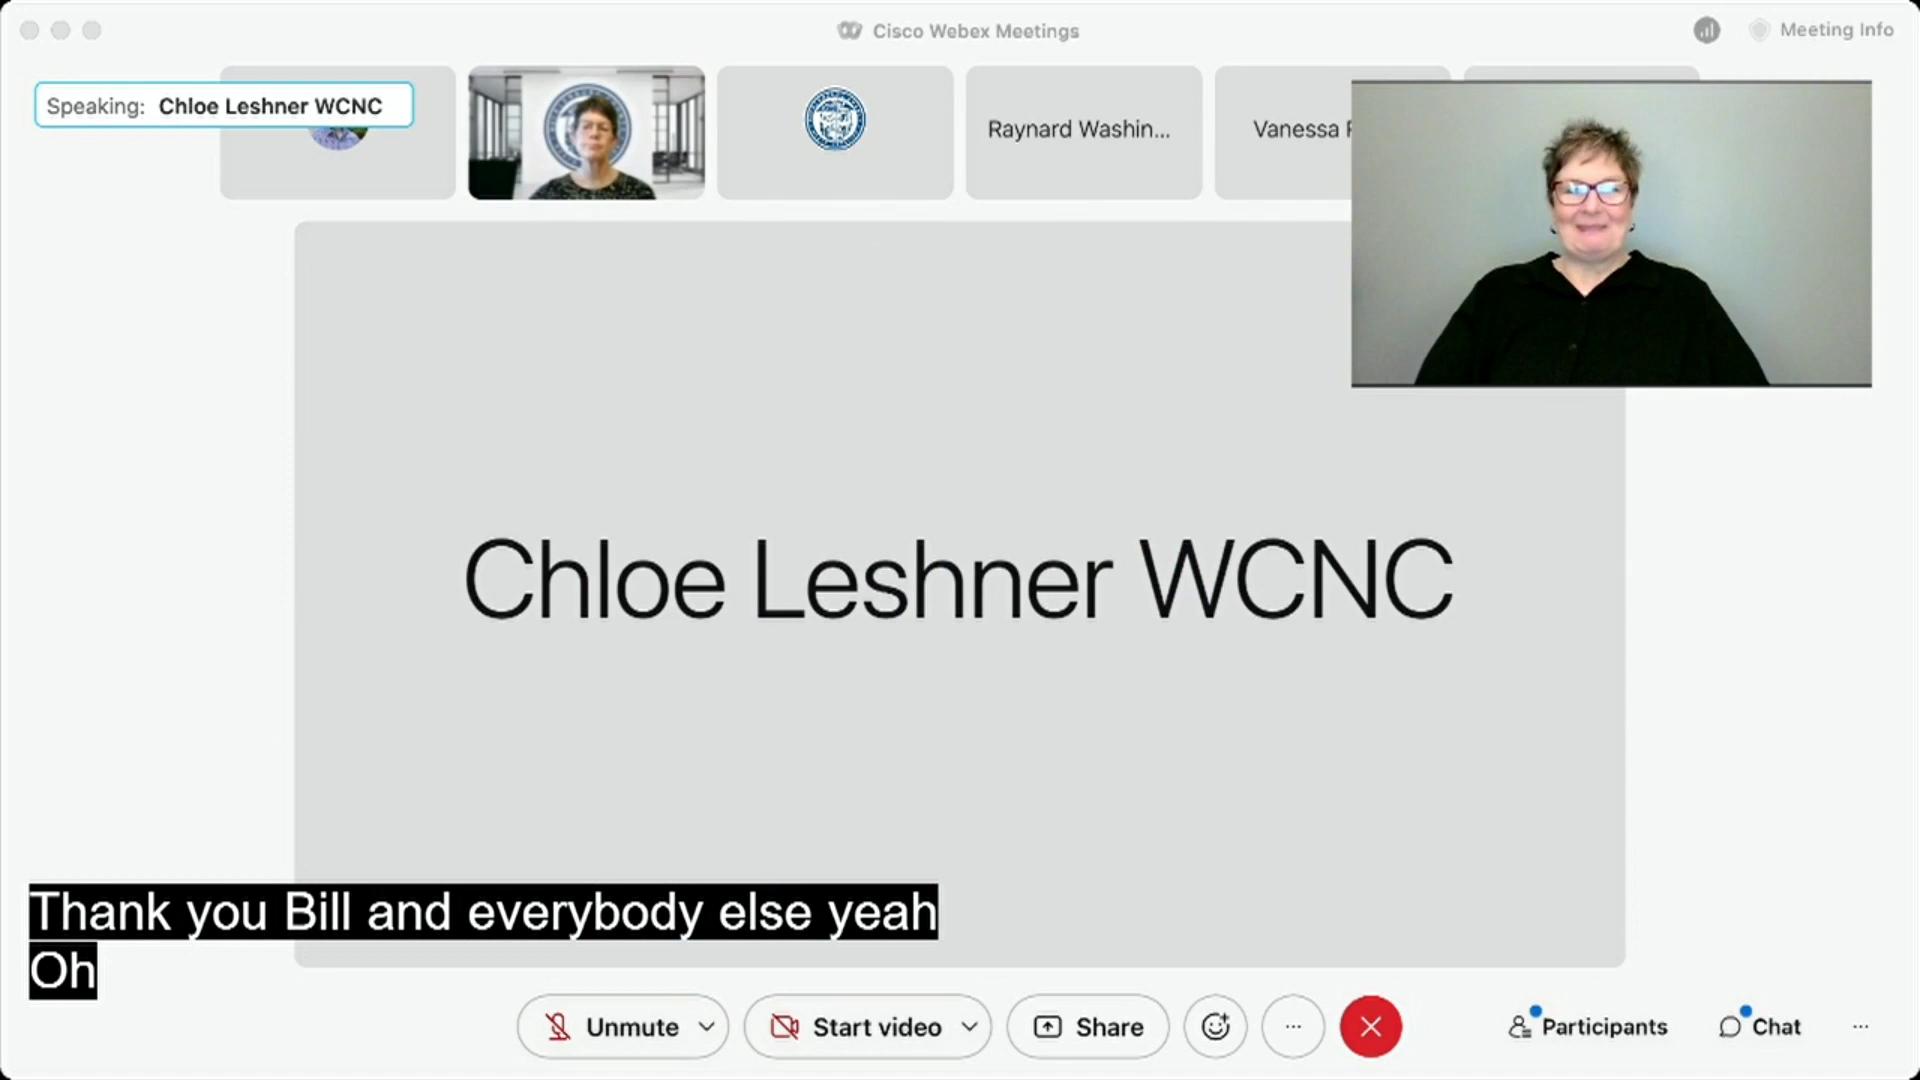 Cisco Webex Meetings
Meeting Info
Speaking: Chloe Leshner WCNC
Raynard Washin...
Vanessa
Chloe Leshner WCNC
Thank you Bill and everybody else yeah
Oh
Unmute
Start video
Share
Participants
Chat